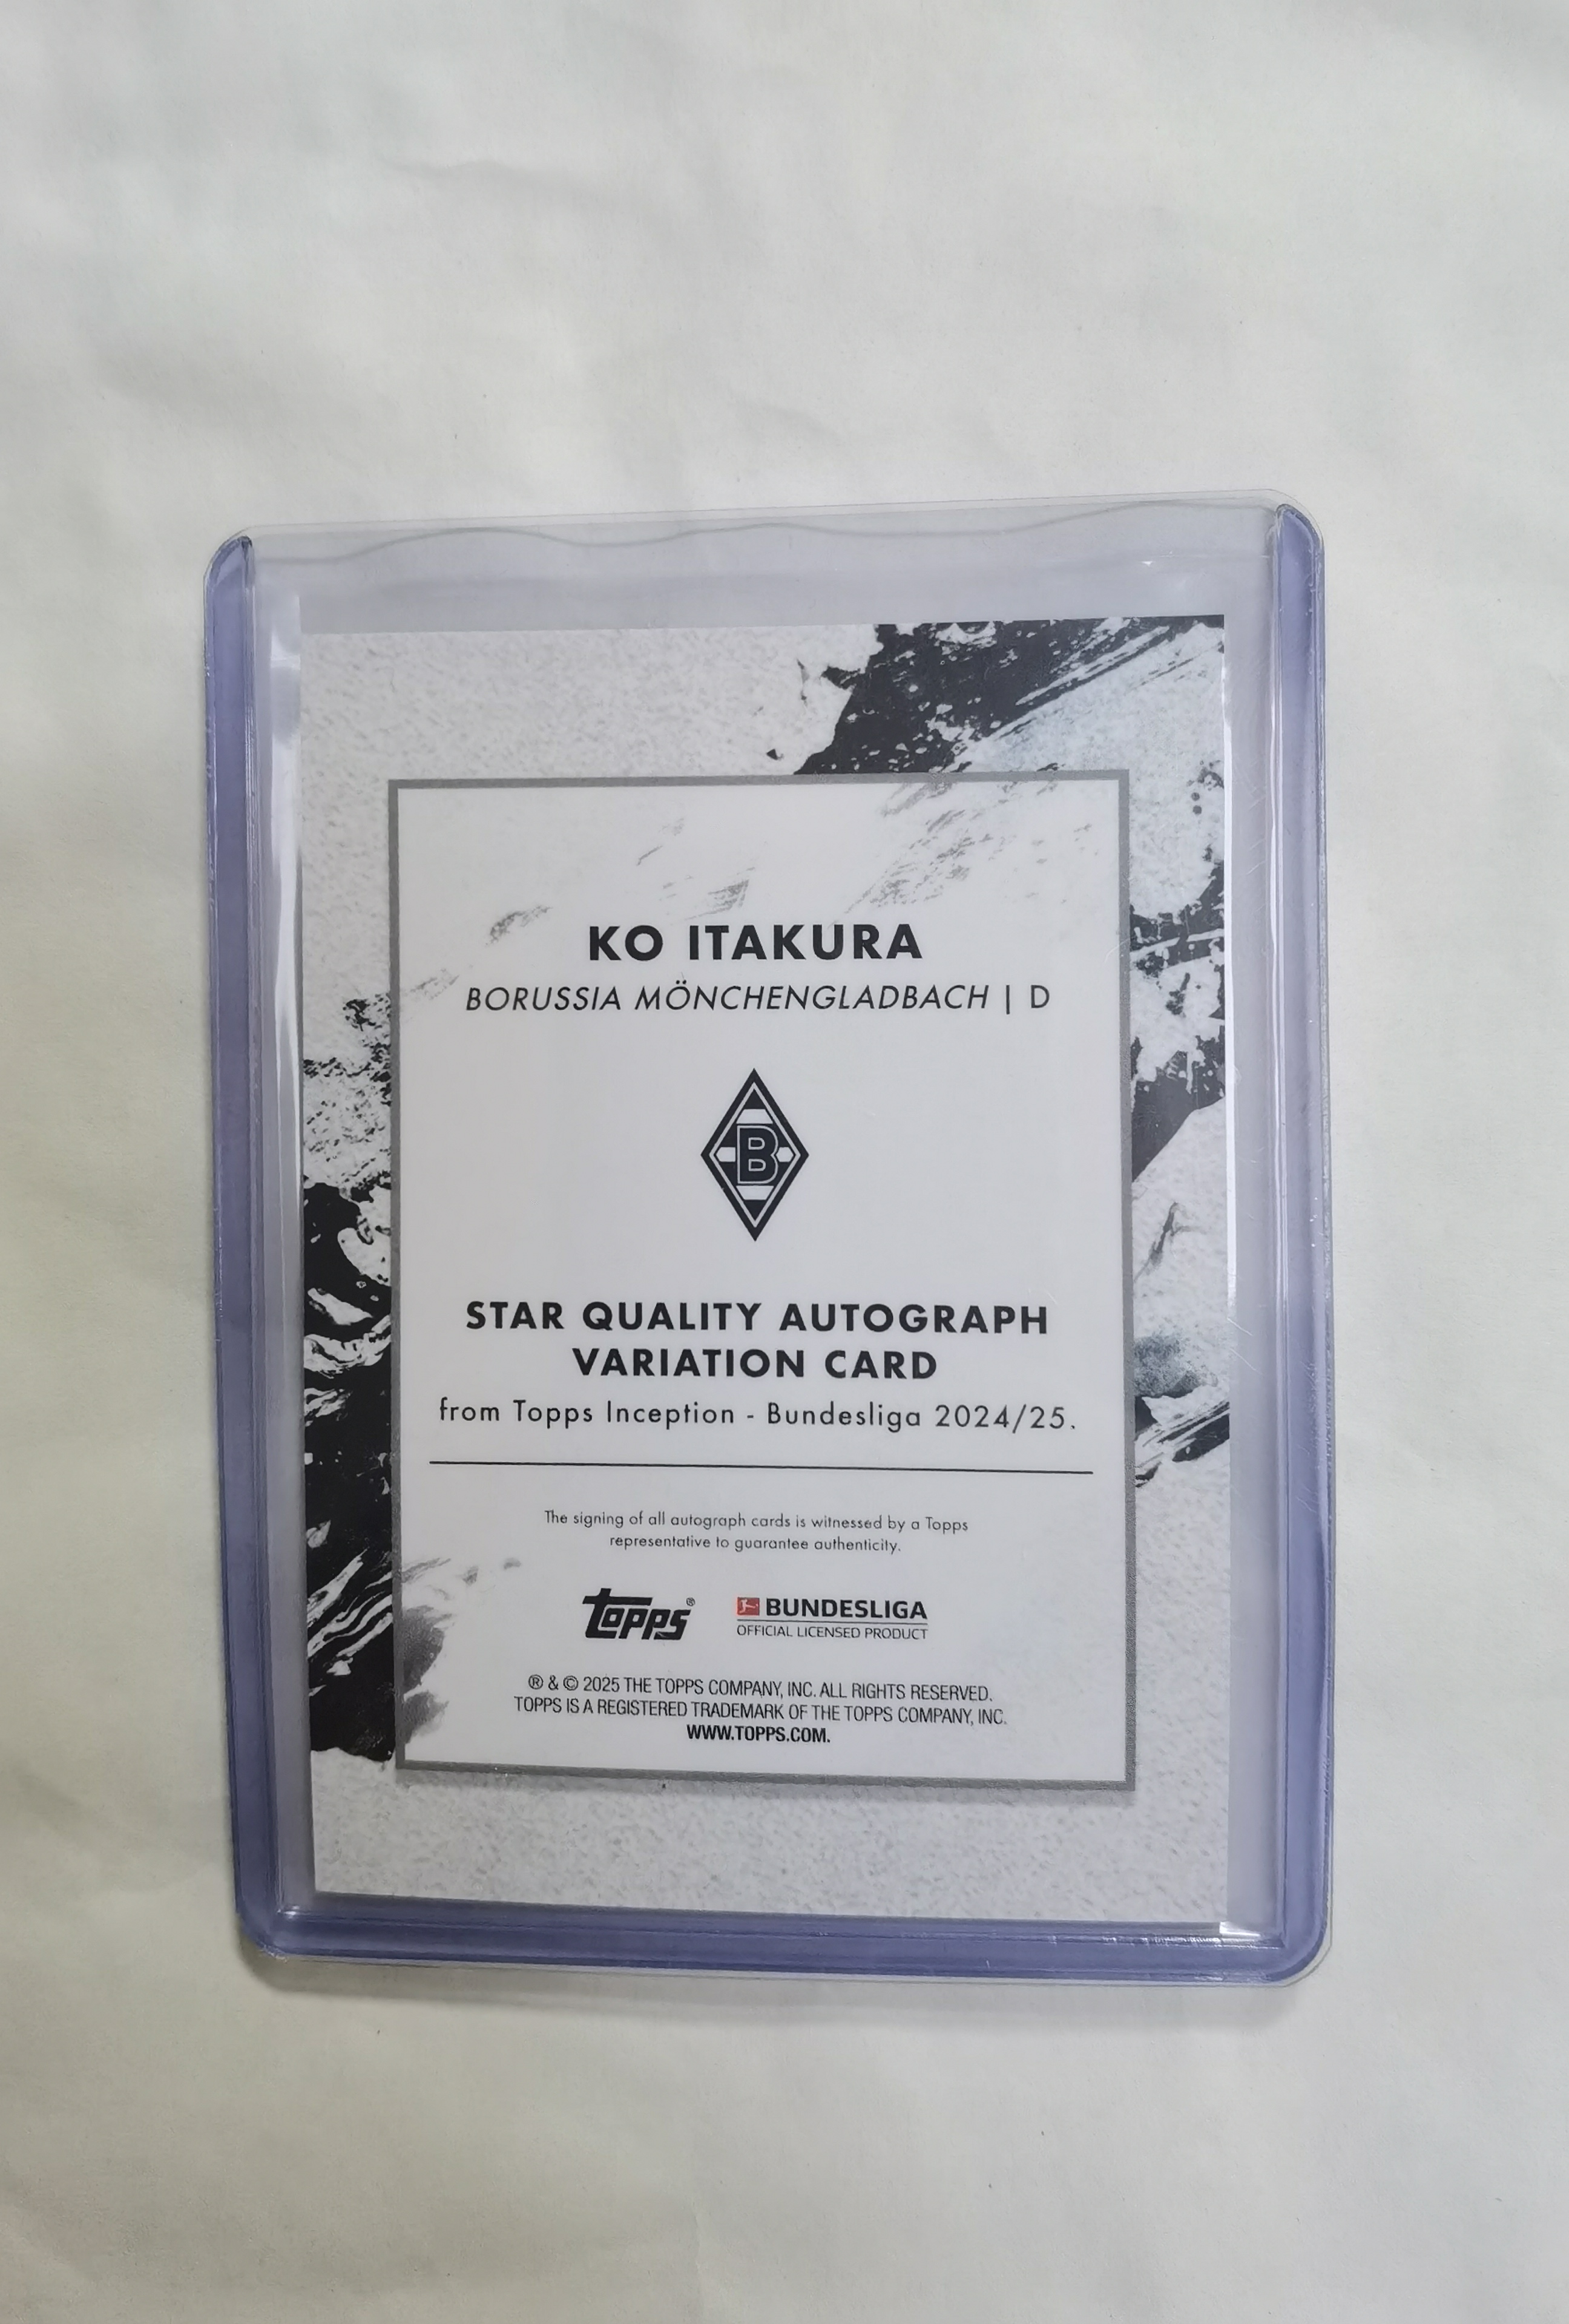 KO ITAKURA
BORUSSIA MÖNCHENGLADBACH | D
B
STAR QUALITY AUTOGRAPH
VARIATION CARD
from Topps Inception - Bundesliga 2024/25.
The signing of all autograph cards is witnessed by a Topps
representative to guarantee authenticity.
topps® BUNDESLIGA
OFFICIAL LICENSED PRODUCT
® & © 2025 THE TOPPS COMPANY, INC. ALL RIGHTS RESERVED.
TOPPS IS A REGISTERED TRADEMARK OF THE TOPPS COMPANY, INC.
WWW.TOPPS.COM.